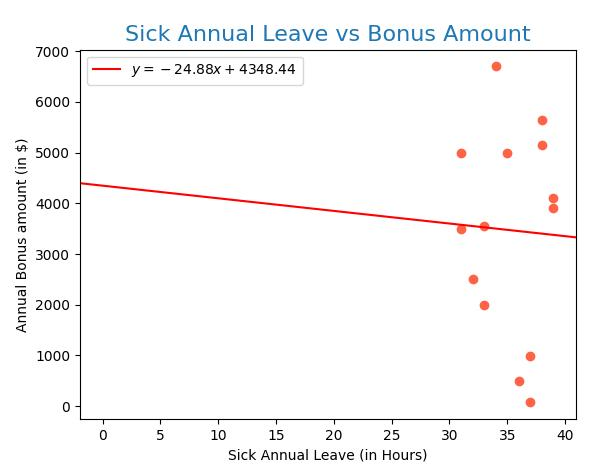 Sick Annual Leave vs Bonus Amount
y = −24.88x + 4348.44
7000
6000
5000
4000
3000
2000
1000
0
Annual Bonus amount (in $)
0 5 10 15 20 25 30 35 40
Sick Annual Leave (in Hours)